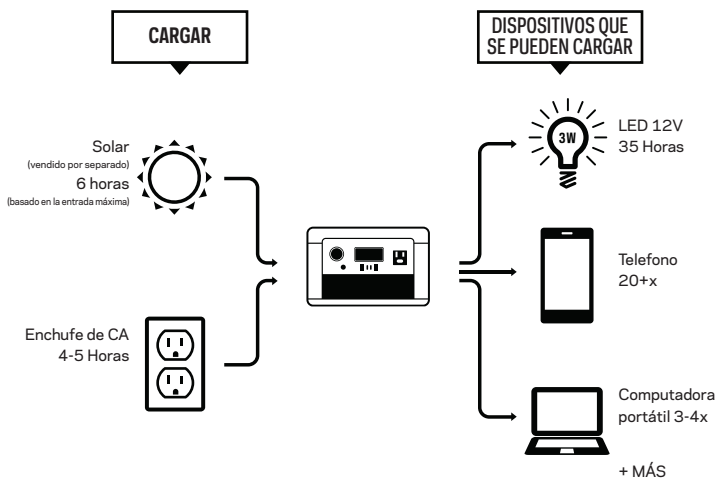 CARGAR
DISPOSITIVOS QUE
SE PUEDEN CARGAR
Solar
(vendido por separado)
6 horas
(basado en la entrada máxima)
Enchufe de CA
4-5 Horas
3W
LED 12V
35 Horas
Telefono
20+x
Computadora
portátil 3-4x
+ MÁS